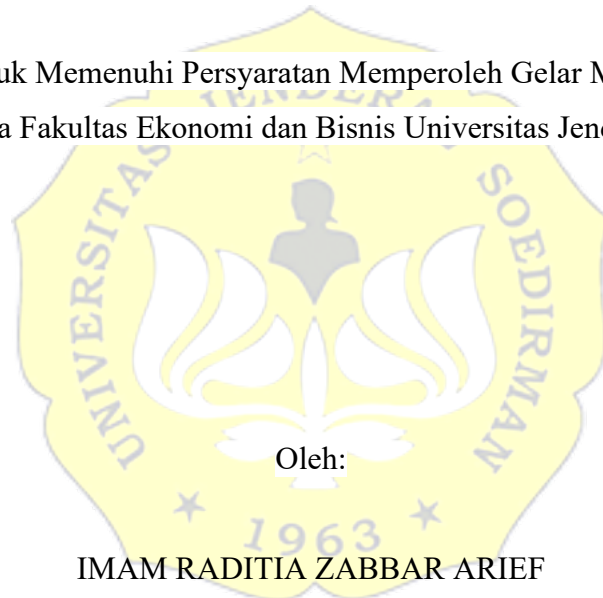 uk Memenuhi Persyaratan Memperoleh Gelar M
a Fakultas Ekonomi dan Bisnis Universitas Jen
UNIVERSITAS JENDERAL SOEDIRMAN
Oleh:
1963
IMAM RADITIA ZABBAR ARIEF